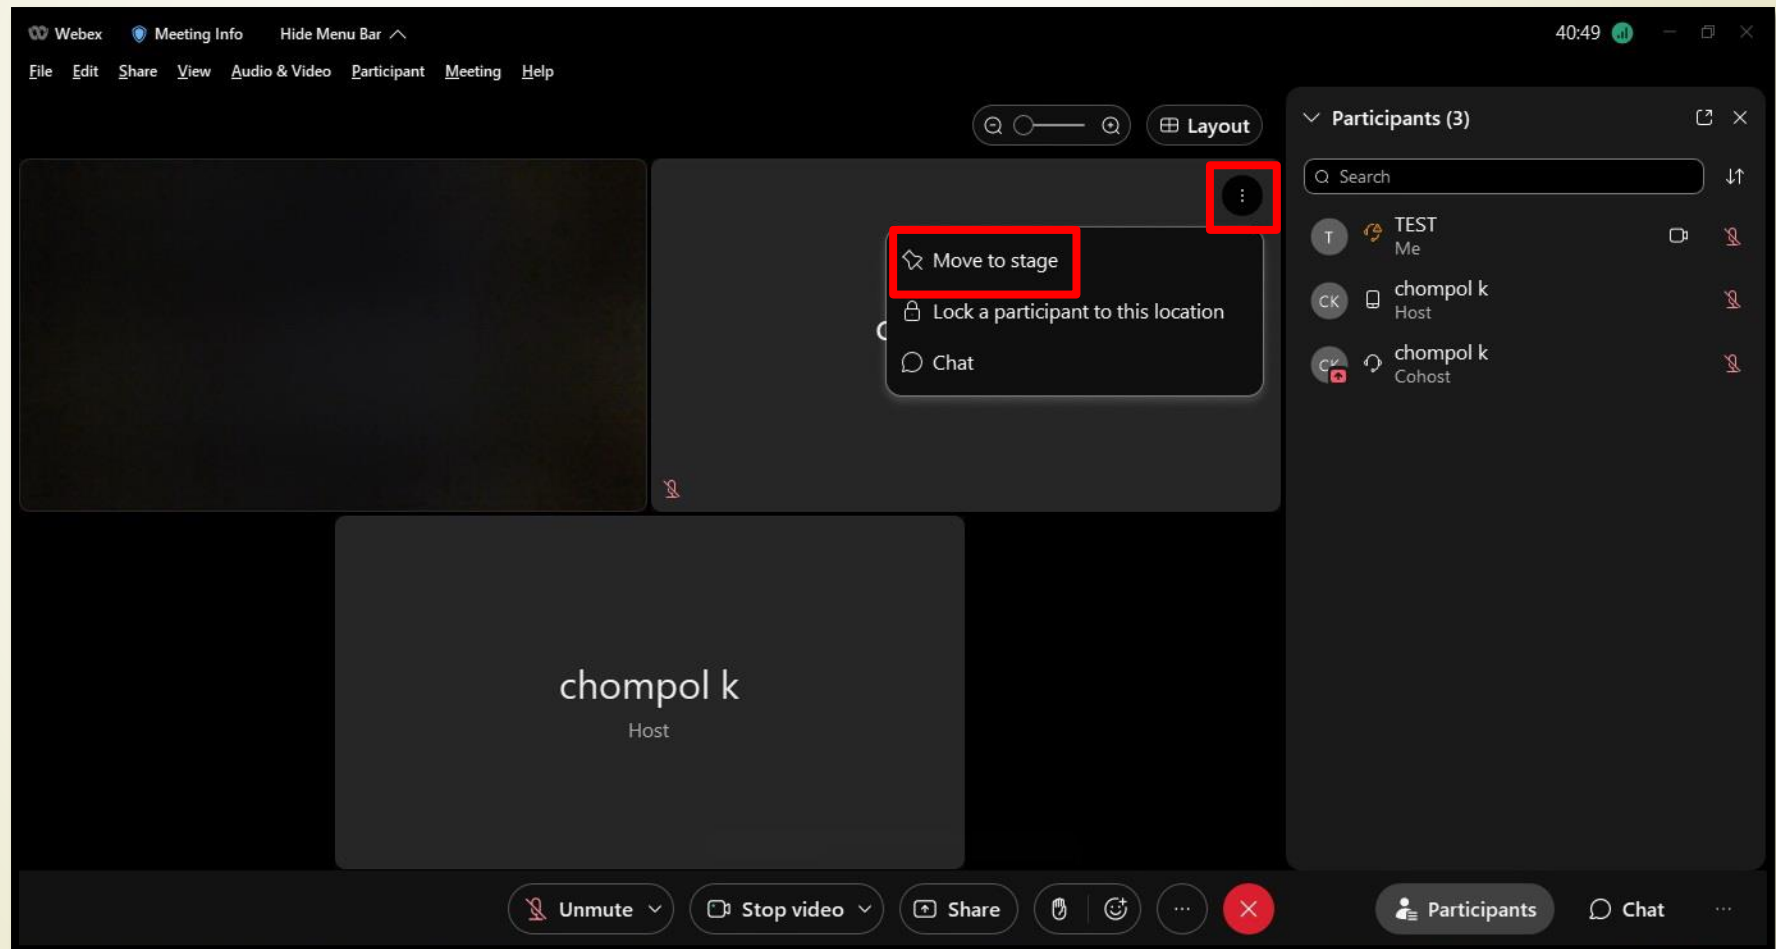 Webex Meeting Info Hide Menu Bar 40:49
File Edit Share View Audio & Video Participant Meeting Help
Layout
Move to stage
Lock a participant to this location
Chat
chompol k
Host
Participants (3)
Search
T TEST
Me
CK chompol k
Host
CK chompol k
Cohost
Unmute Stop video Share Participants Chat